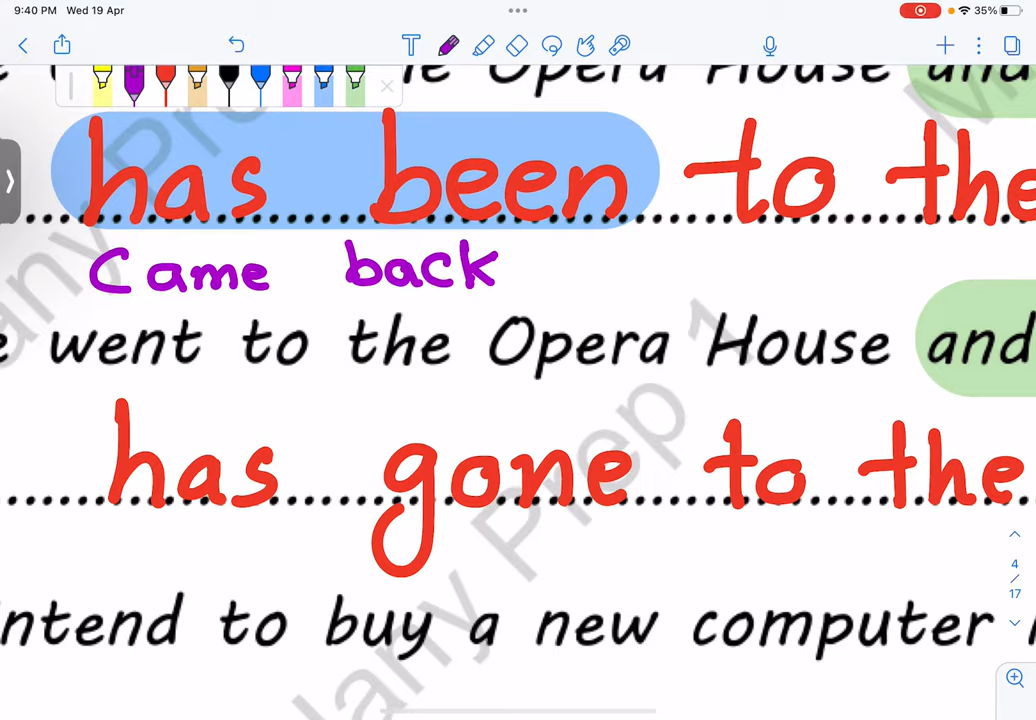 9:40 PM Wed 19 Apr
35%
Opera House and
has been to the
Came back
went to the Opera House and
has gone to the
4
/
17
to buy a new computer